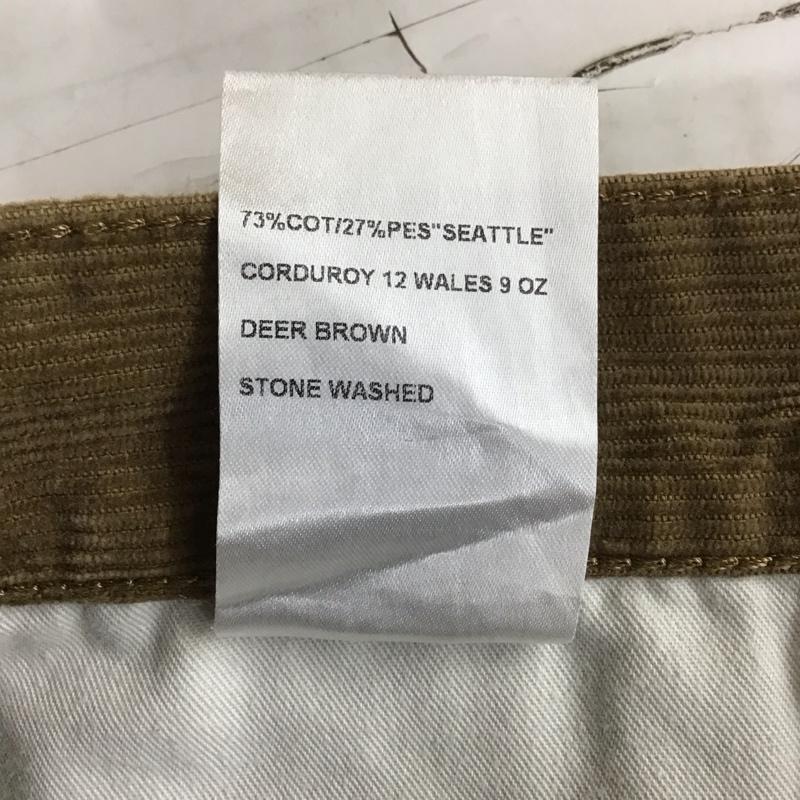 73%COT/27%PES"SEATTLE"
CORDUROY 12 WALES 9 OZ
DEER BROWN
STONE WASHED